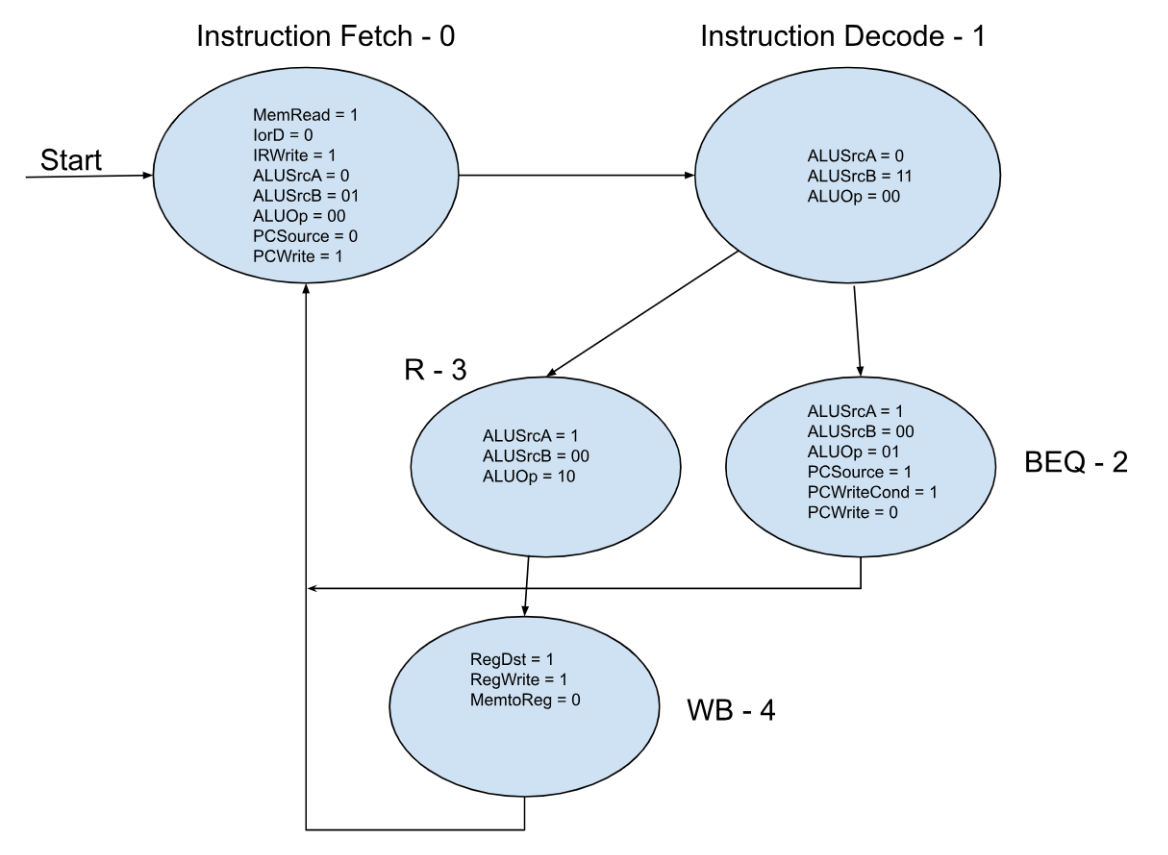 Instruction Fetch - 0
Instruction Decode - 1
Start
MemRead = 1
IorD = 0
IRWrite = 1
ALUSrcA = 0
ALUSrcB = 01
ALUOp = 00
PCSource = 0
PCWrite = 1
ALUSrcA = 0
ALUSrcB = 11
ALUOp = 00
R - 3
ALUSrcA = 1
ALUSrcB = 00
ALUOp = 10
ALUSrcA = 1
ALUSrcB = 00
ALUOp = 01
PCSource = 1
PCWriteCond = 1
PCWrite = 0
BEQ - 2
RegDst = 1
RegWrite = 1
MemtoReg = 0
WB - 4